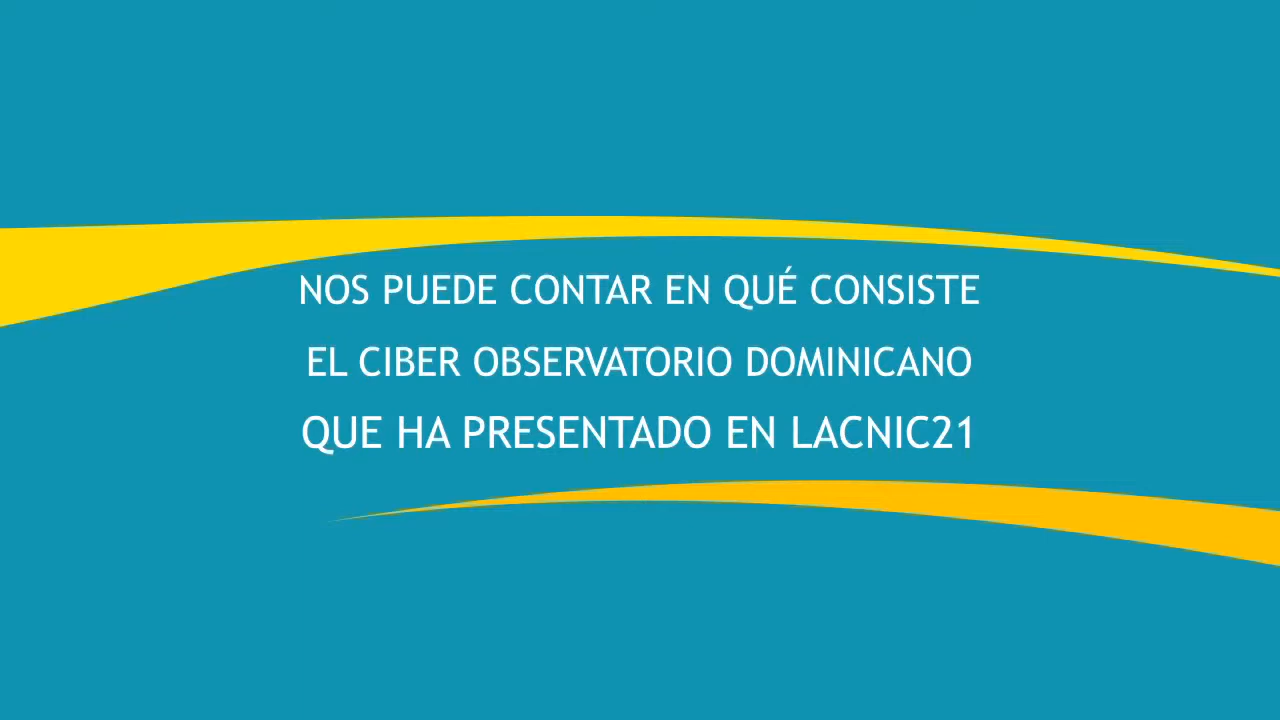 NOS PUEDE CONTAR EN QUÉ CONSISTE
EL CIBER OBSERVATORIO DOMINICANO
QUE HA PRESENTADO EN LACNIC21